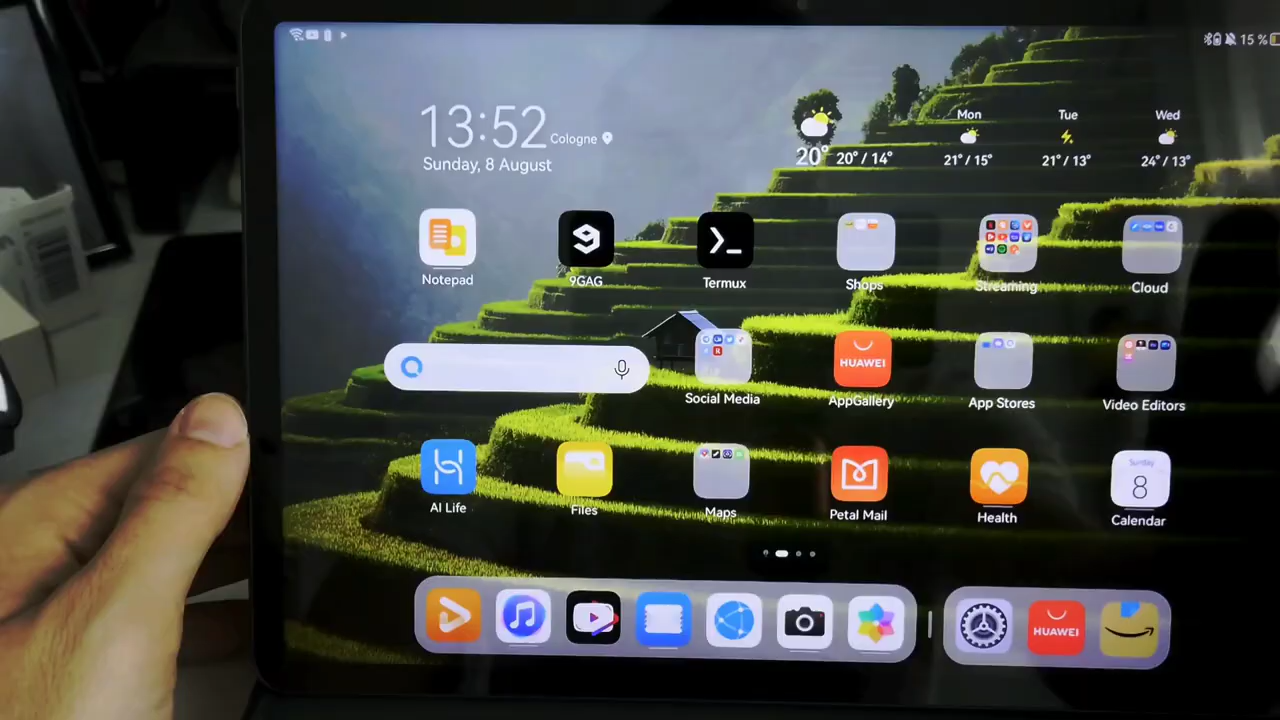 15 %
13:52
Cologne
Sunday, 8 August
20°
20° / 14°
Mon
21° / 15°
Tue
21° / 13°
Wed
24° / 13°
Notepad
9GAG
Termux
Shops
Streaming
Cloud
Social Media
HUAWEI
AppGallery
App Stores
Video Editors
AI Life
Files
Maps
Petal Mail
Health
Sunday
8
Calendar
HUAWEI